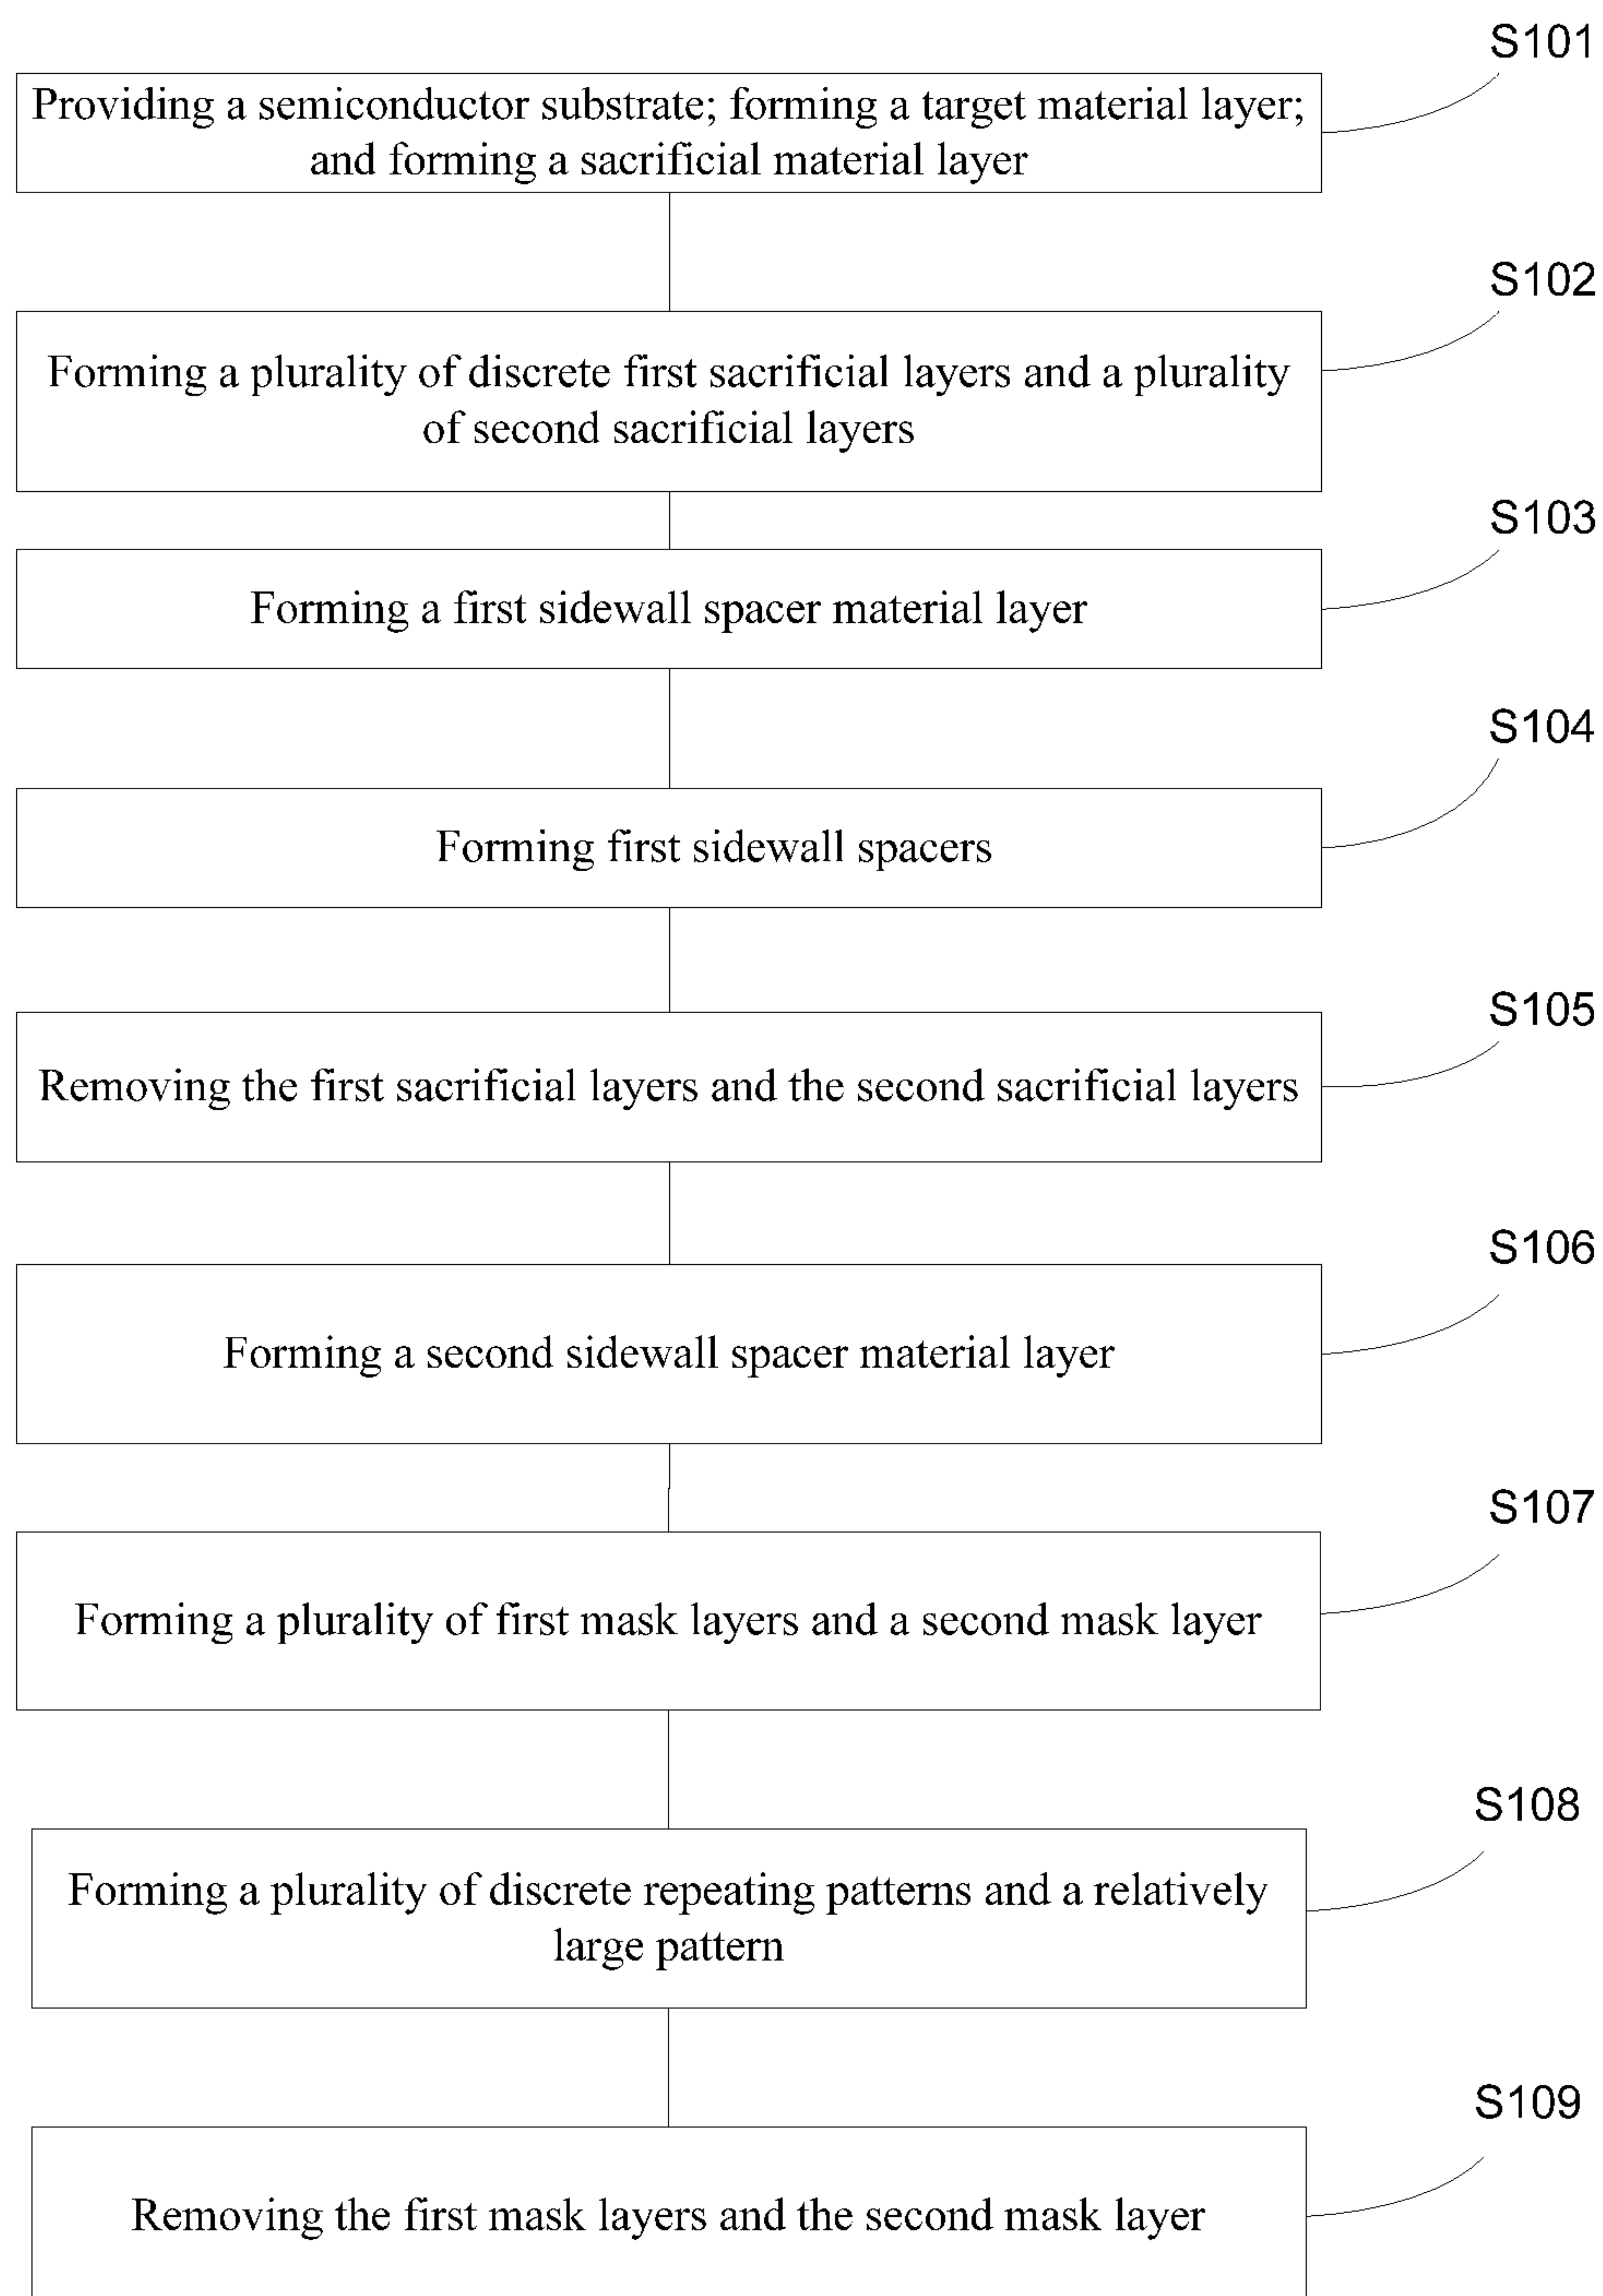 S101
Providing a semiconductor substrate; forming a target material layer;
and forming a sacrificial material layer
S102
Forming a plurality of discrete first sacrificial layers and a plurality
of second sacrificial layers
S103
Forming a first sidewall spacer material layer
S104
Forming first sidewall spacers
S105
Removing the first sacrificial layers and the second sacrificial layers
S106
Forming a second sidewall spacer material layer
S107
Forming a plurality of first mask layers and a second mask layer
S108
Forming a plurality of discrete repeating patterns and a relatively
large pattern
S109
Removing the first mask layers and the second mask layer